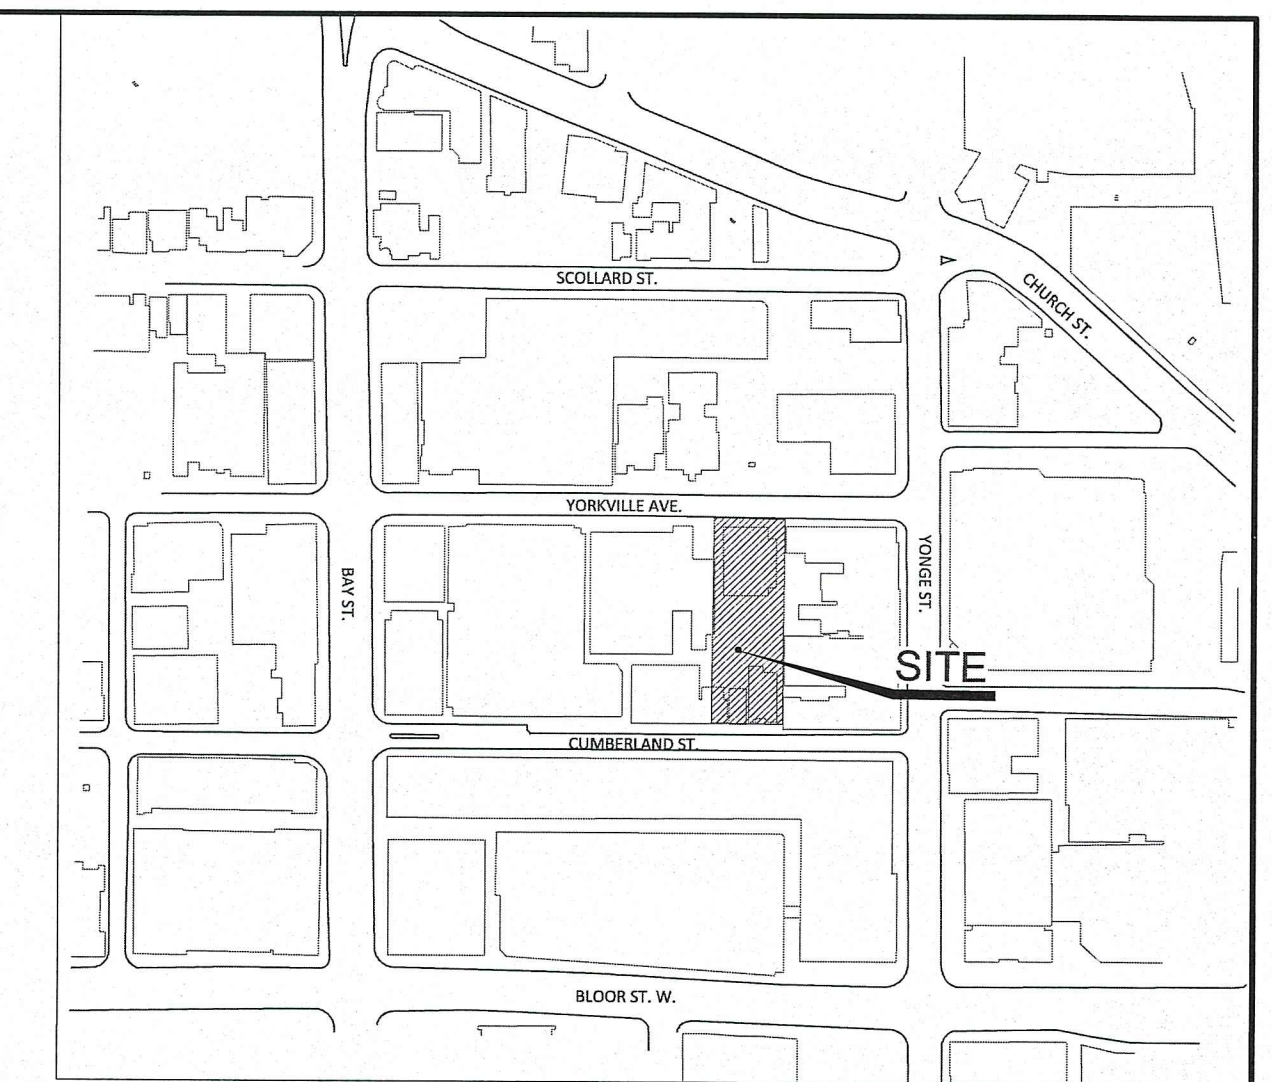 SCOLLARD ST.
CHURCH ST.
YORKVILLE AVE.
BAY ST.
YONGE ST.
SITE
CUMBERLAND ST.
BLOOR ST. W.